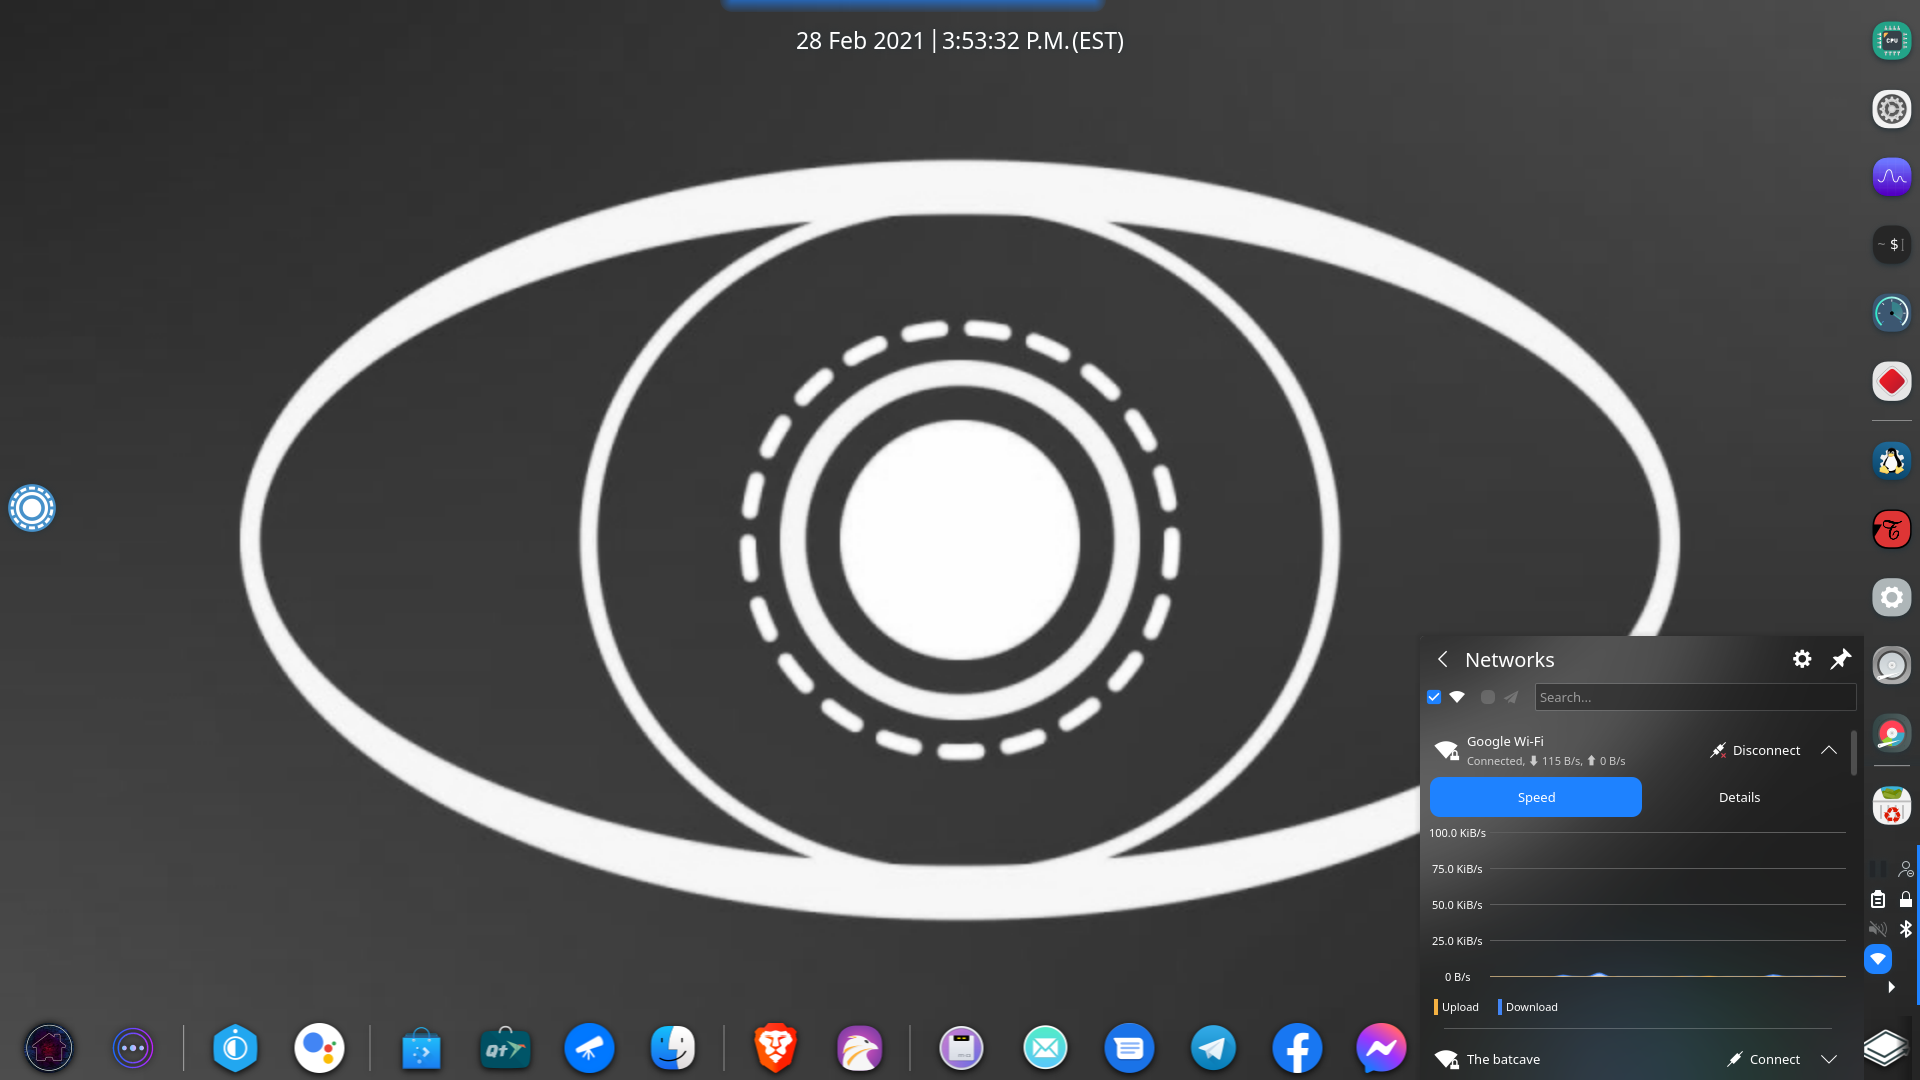 28 Feb 2021 | 3:53:32 P.M.(EST)
CPU
~ $
Networks
Search...
Google Wi-Fi
Connected, ⬇ 115 B/s, ⬆ 0 B/s
Disconnect
Speed
Details
100.0 KiB/s
75.0 KiB/s
50.0 KiB/s
25.0 KiB/s
0 B/s
Upload
Download
The batcave
Connect
Qt